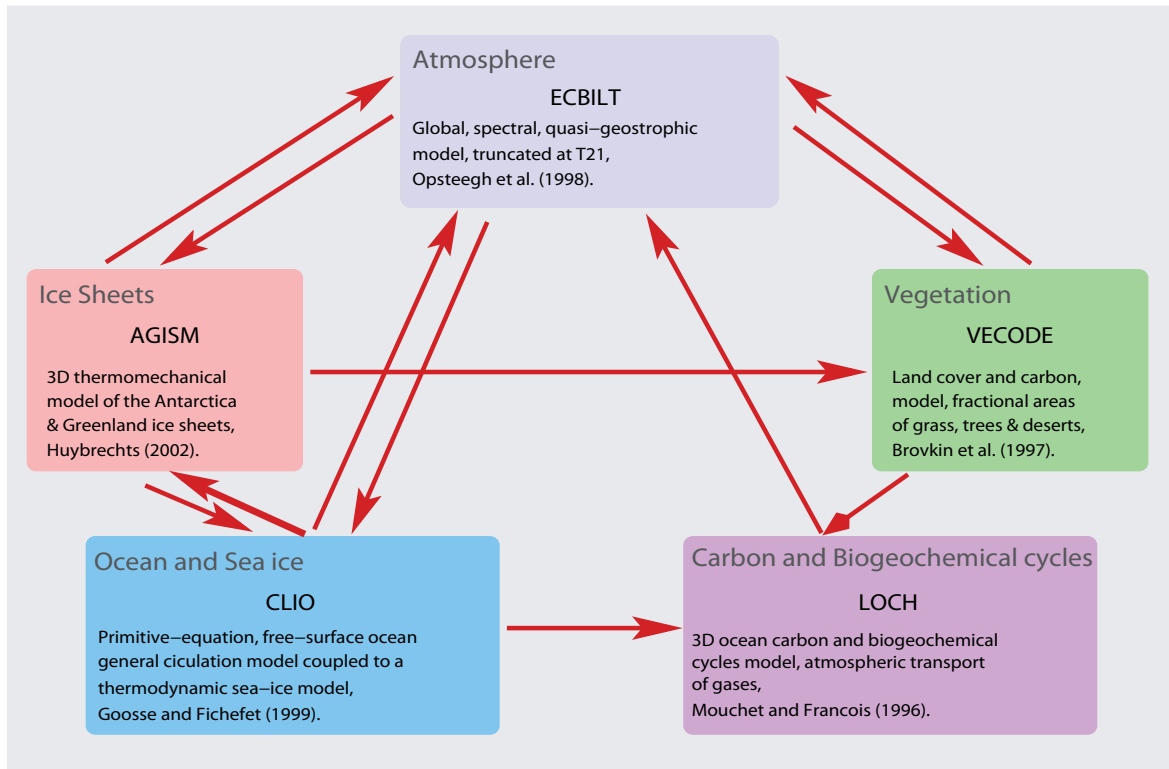 Atmosphere
ECBILT
Global, spectral, quasi−geostrophic
model, truncated at T21,
Opsteegh et al. (1998).
Ice Sheets
AGISM
3D thermomechanical
model of the Antarctica
& Greenland ice sheets,
Huybrechts (2002).
Vegetation
VECODE
Land cover and carbon,
model, fractional areas
of grass, trees & deserts,
Brovkin et al. (1997).
Ocean and Sea ice
CLIO
Primitive−equation, free−surface ocean
general ciculation model coupled to a
thermodynamic sea−ice model,
Goosse and Fichefet (1999).
Carbon and Biogeochemical cycles
LOCH
3D ocean carbon and biogeochemical
cycles model, atmospheric transport
of gases,
Mouchet and Francois (1996).